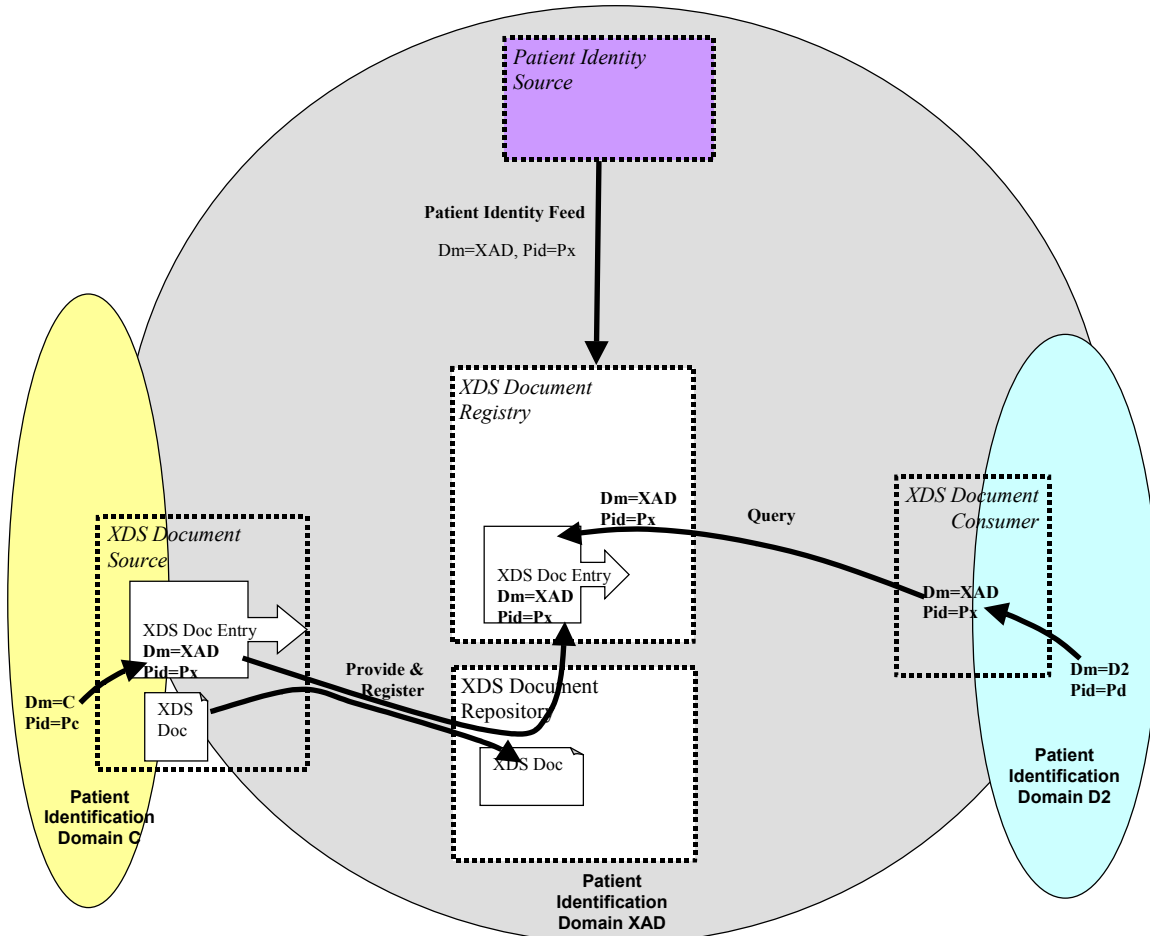 Patient Identity
Source
Patient Identity Feed
Dm=XAD, Pid=Px
XDS Document
Registry
Dm=XAD
Pid=Px
XDS Doc Entry
Dm=XAD
Pid=Px
Query
XDS Document
Consumer
Dm=XAD
Pid=Px
Dm=D2
Pid=Pd
Patient
Identification
Domain D2
XDS Document
Source
XDS Doc Entry
Dm=XAD
Pid=Px
Dm=C
Pid=Pc
XDS
Doc
Patient
Identification
Domain C
Provide &
Register
XDS Document
Repository
XDS Doc
Patient
Identification
Domain XAD